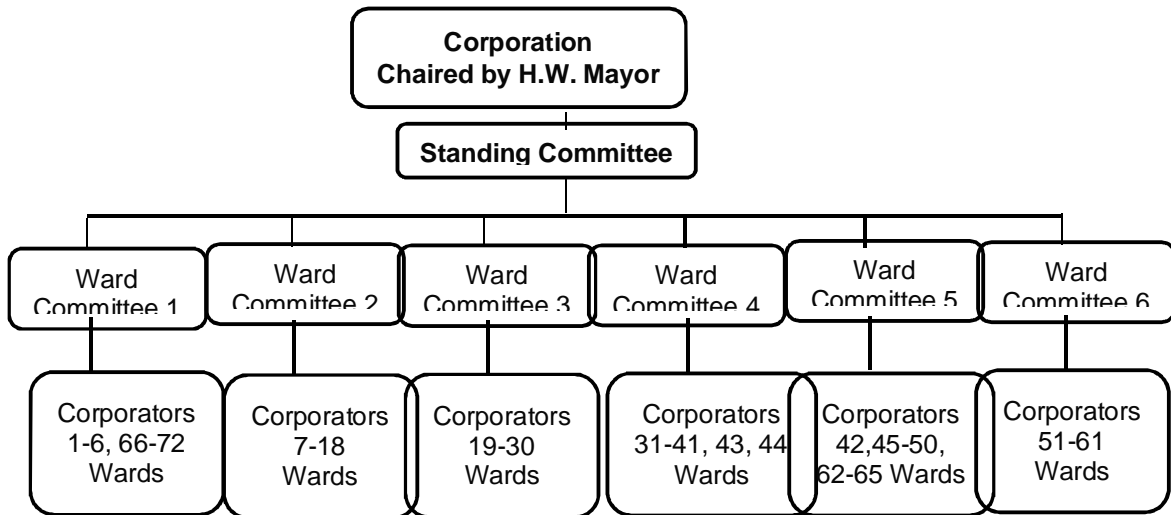 Corporation
Chaired by H.W. Mayor
Standing Committee
Ward
Committee 1
Ward
Committee 2
Ward
Committee 3
Ward
Committee 4
Ward
Committee 5
Ward
Committee 6
Corporators
1-6, 66-72
Wards
Corporators
7-18
Wards
Corporators
19-30
Wards
Corporators
31-41, 43, 44
Wards
Corporators
42,45-50,
62-65 Wards
Corporators
51-61
Wards